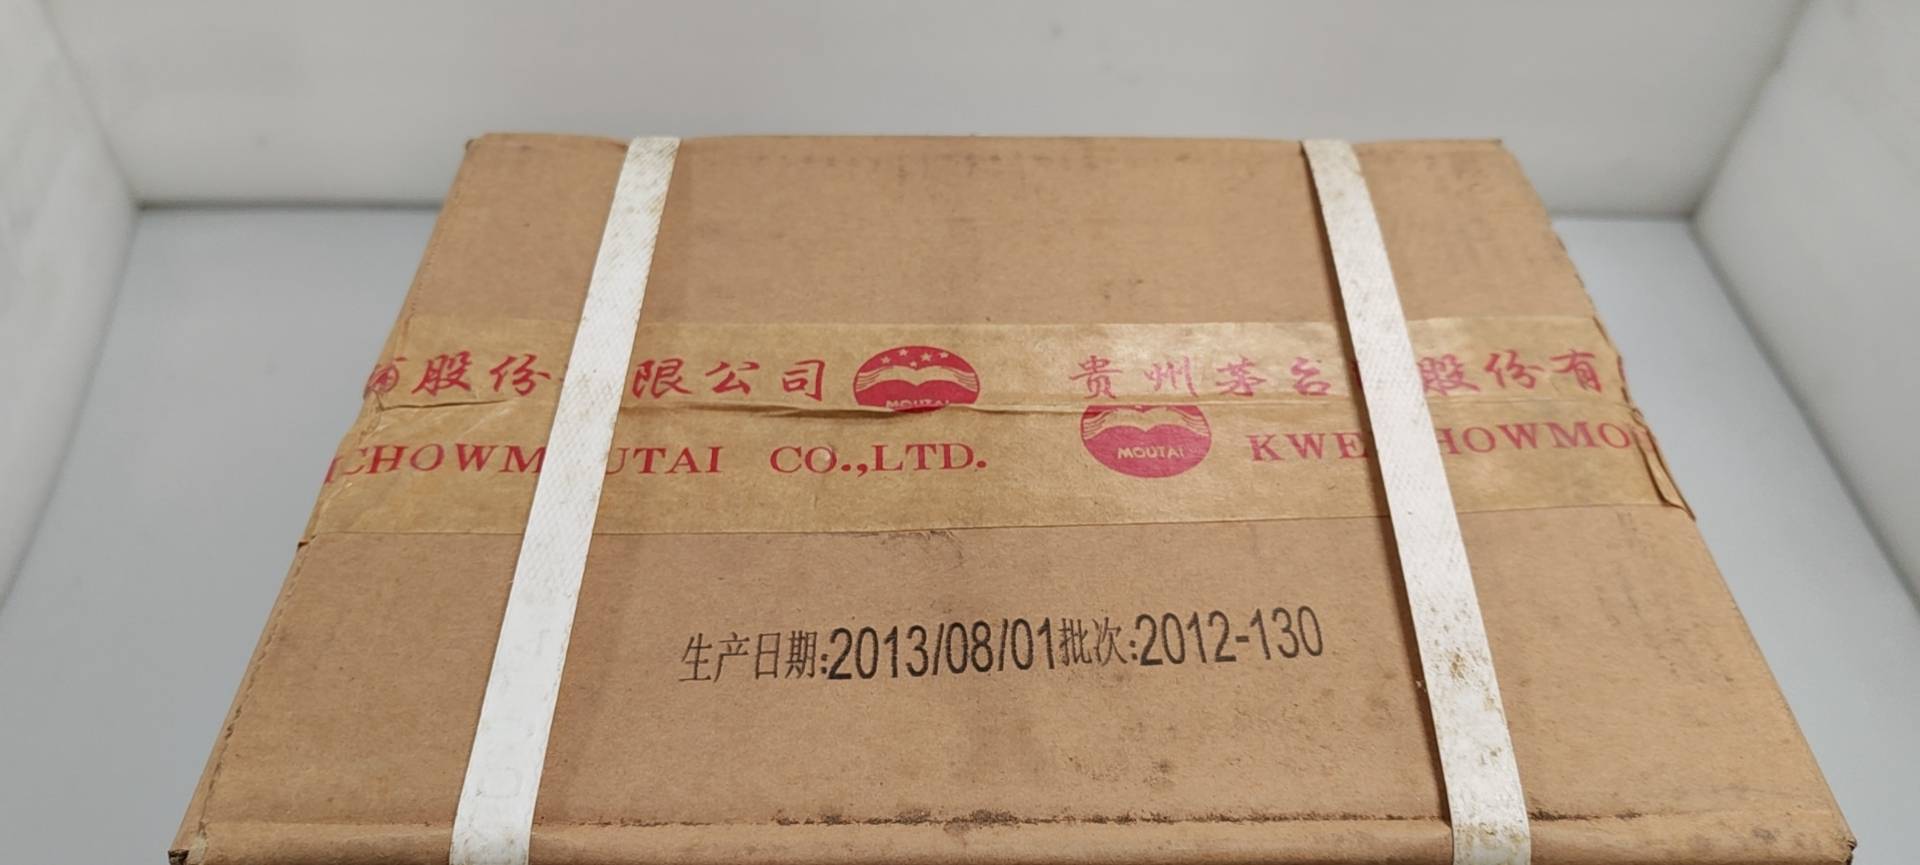 股份 限公司 MOUTAI 贵州茅台 股份有
CHOWM UTAI CO.,LTD. MOUTAI KWE HOWMO
生产日期:2013/08/01批次:2012-130